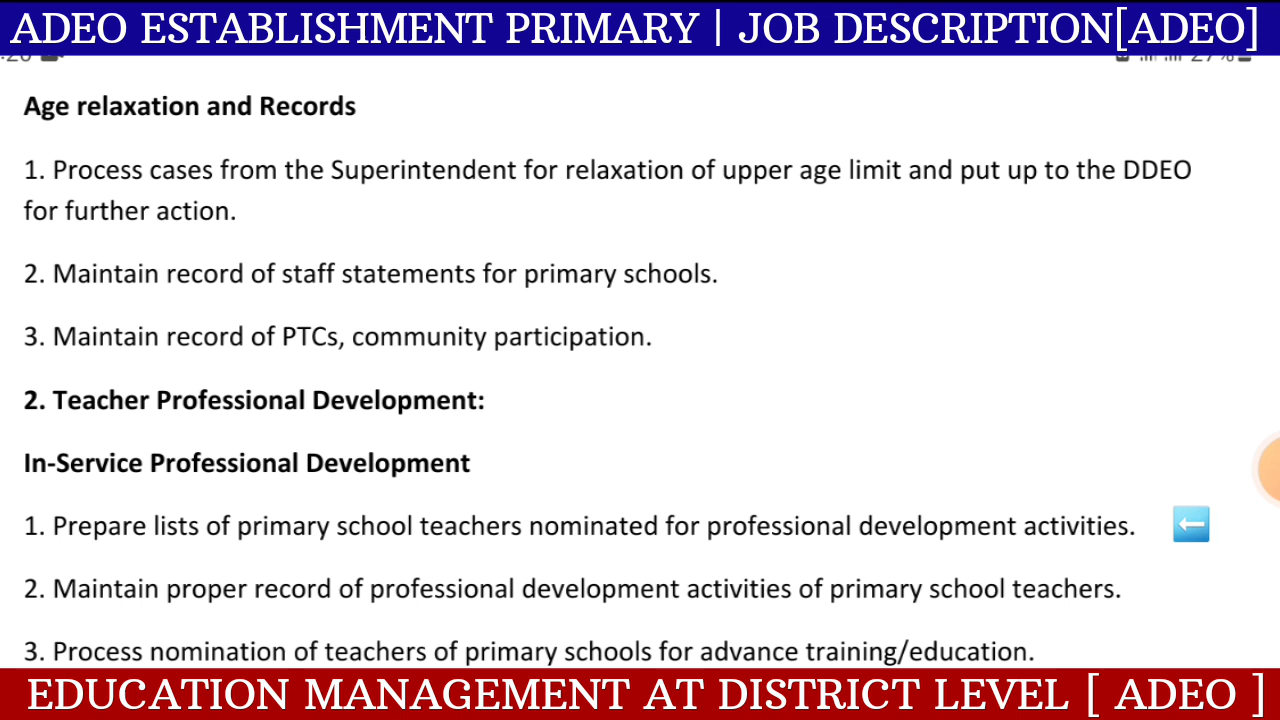 ADEO ESTABLISHMENT PRIMARY | JOB DESCRIPTION[ADEO]
Age relaxation and Records
1. Process cases from the Superintendent for relaxation of upper age limit and put up to the DDEO
for further action.
2. Maintain record of staff statements for primary schools.
3. Maintain record of PTCs, community participation.
2. Teacher Professional Development:
In-Service Professional Development
1. Prepare lists of primary school teachers nominated for professional development activities.
2. Maintain proper record of professional development activities of primary school teachers.
3. Process nomination of teachers of primary schools for advance training/education.
EDUCATION MANAGEMENT AT DISTRICT LEVEL [ ADEO ]